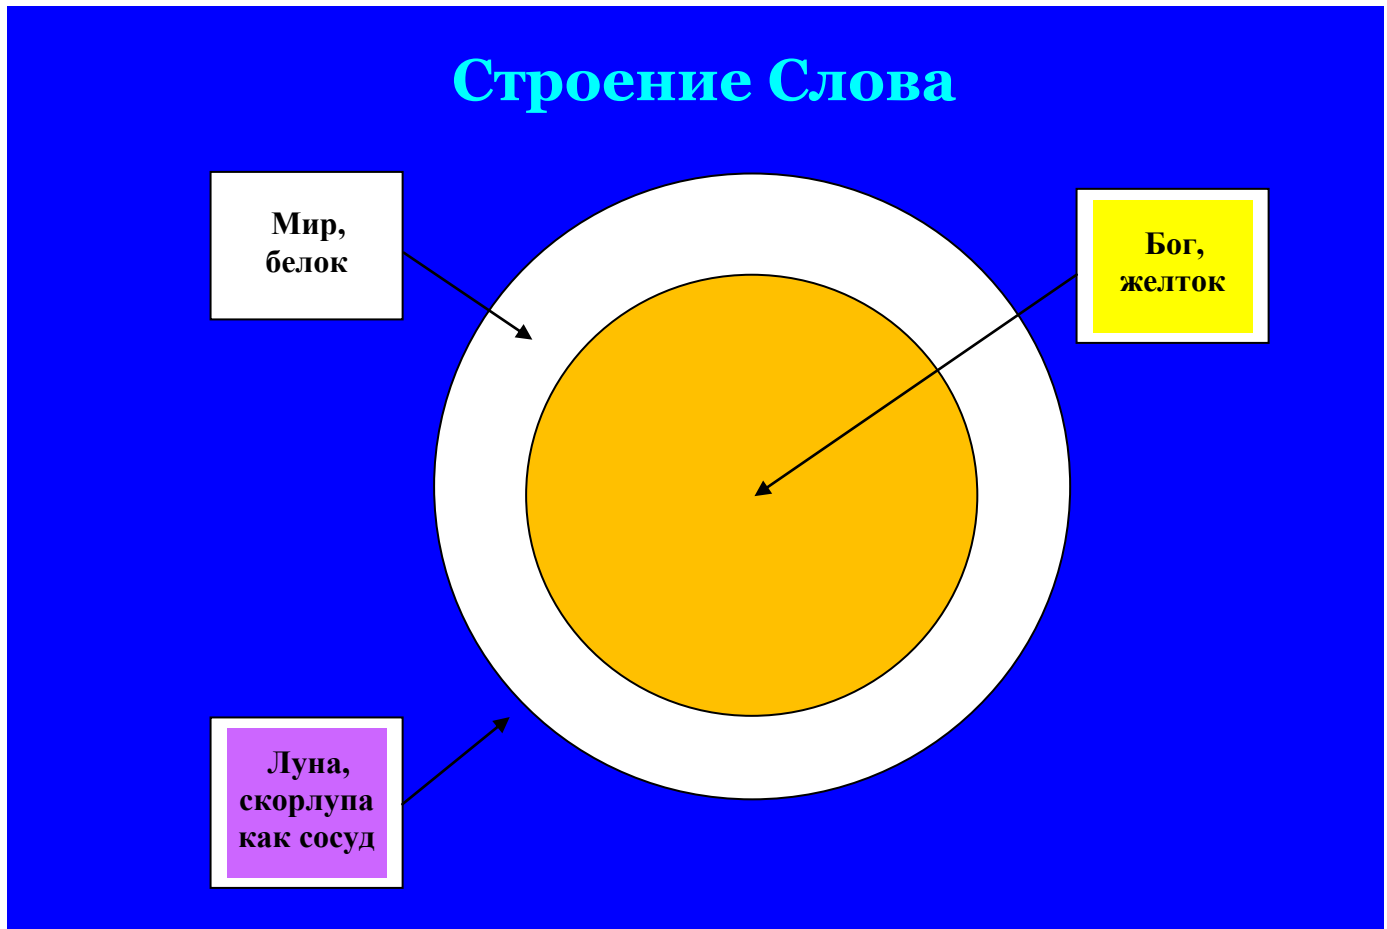 Строение Слова
Мир,
белок
Бог,
желток
Луна,
скорлупа
как сосуд